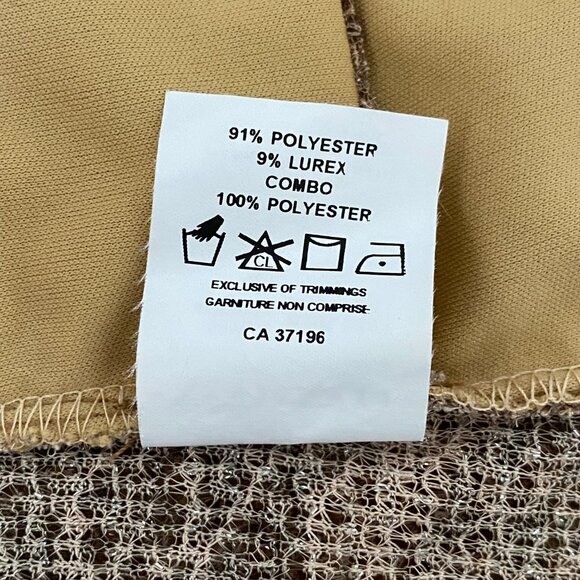 91% POLYESTER
9% LUREX
COMBO
100% POLYESTER
CL
EXCLUSIVE OF TRIMMINGS
GARNITURE NON COMPRISE
CA 37196